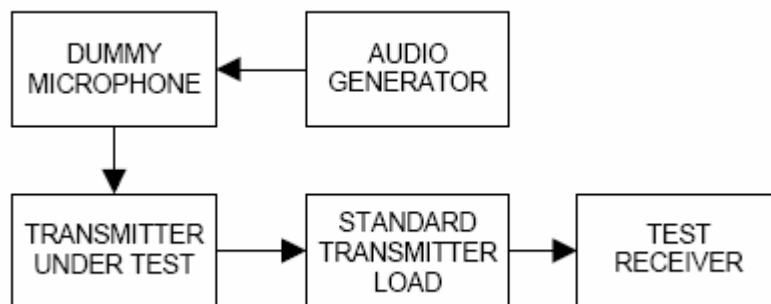 DUMMY
MICROPHONE
AUDIO
GENERATOR
TRANSMITTER
UNDER TEST
STANDARD
TRANSMITTER
LOAD
TEST
RECEIVER